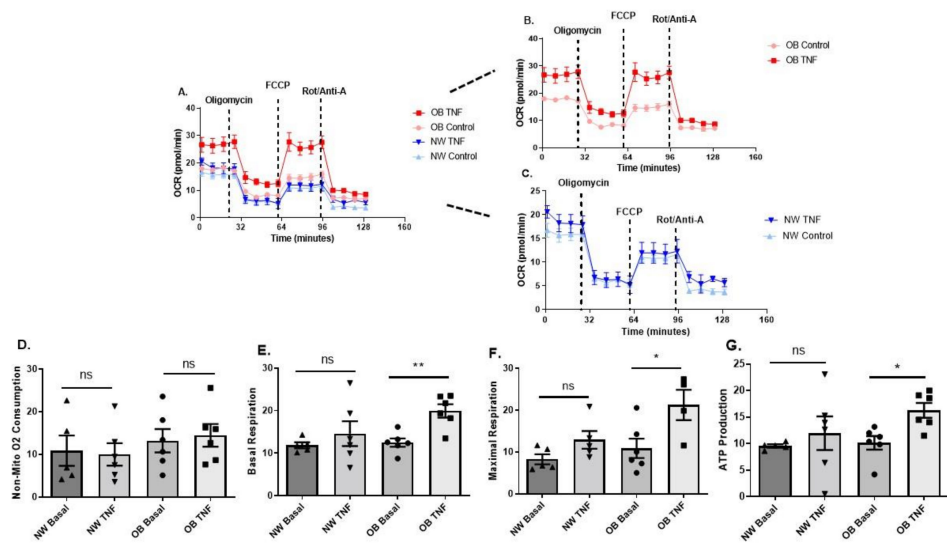 A.
Oligomycin
FCCP
Rot/Anti-A
OB TNF
OB Control
NW TNF
NW Control
OCR (pmol/min)
40
30
20
10
0
0
32
64
96
128
160
Time (minutes)
B.
Oligomycin
FCCP
Rot/Anti-A
OB Control
OB TNF
OCR (pmol/min)
40
30
20
10
0
0
32
64
96
128
160
Time (minutes)
C.
Oligomycin
FCCP
Rot/Anti-A
NW TNF
NW Control
OCR (pmol/min)
25
20
15
10
5
0
0
32
64
96
128
160
Time (minutes)
D.
ns
ns
Non-Mito O2 Consumption
40
30
20
10
0
NW Basal
NW TNF
OB Basal
OB TNF
E.
ns
**
Basal Respiration
30
20
10
0
NW Basal
NW TNF
OB Basal
OB TNF
F.
ns
*
Maximal Respiration
30
20
10
0
NW Basal
NW TNF
OB Basal
OB TNF
G.
ns
*
ATP Production
25
20
15
10
5
0
NW Basal
NW TNF
OB Basal
OB TNF